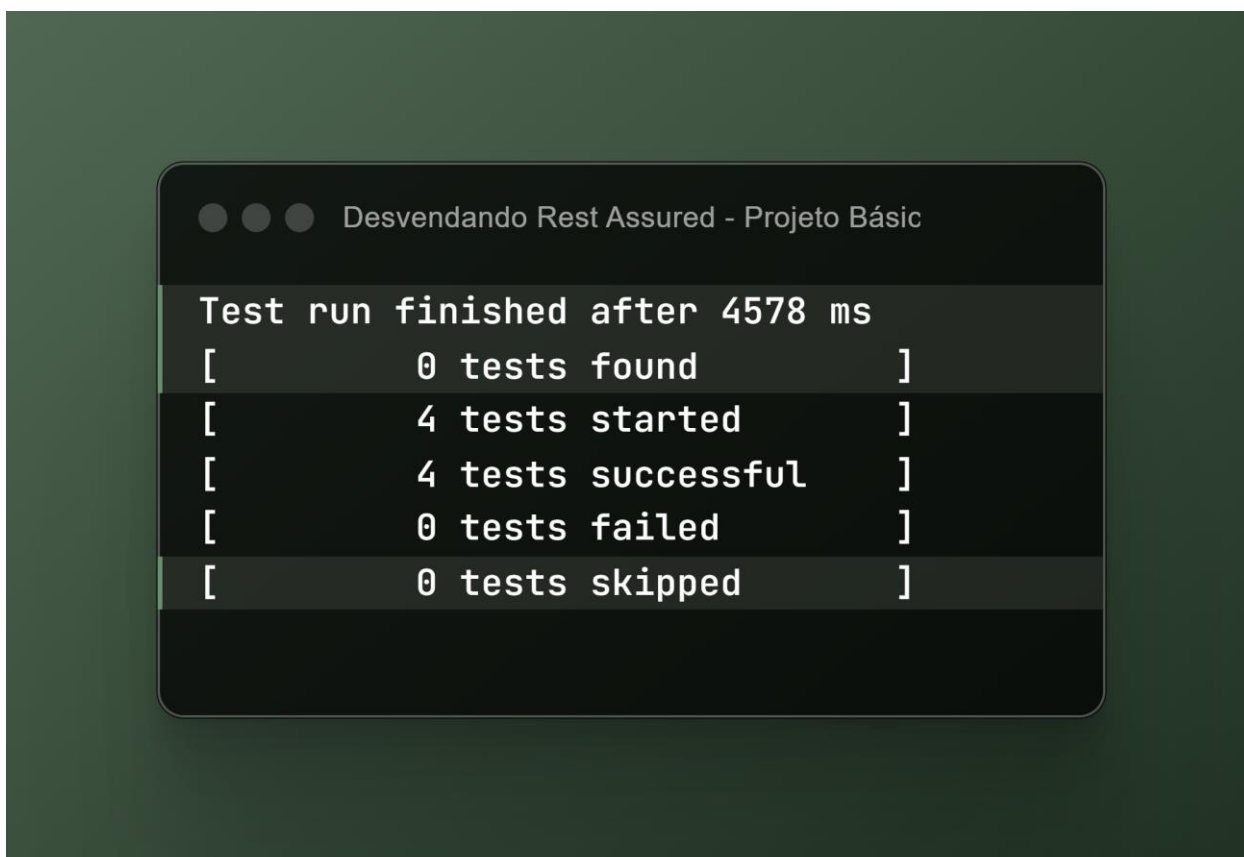 Desvendando Rest Assured - Projeto Básic
Test run finished after 4578 ms
[         0 tests found         ]
[         4 tests started       ]
[         4 tests successful    ]
[         0 tests failed        ]
[         0 tests skipped       ]